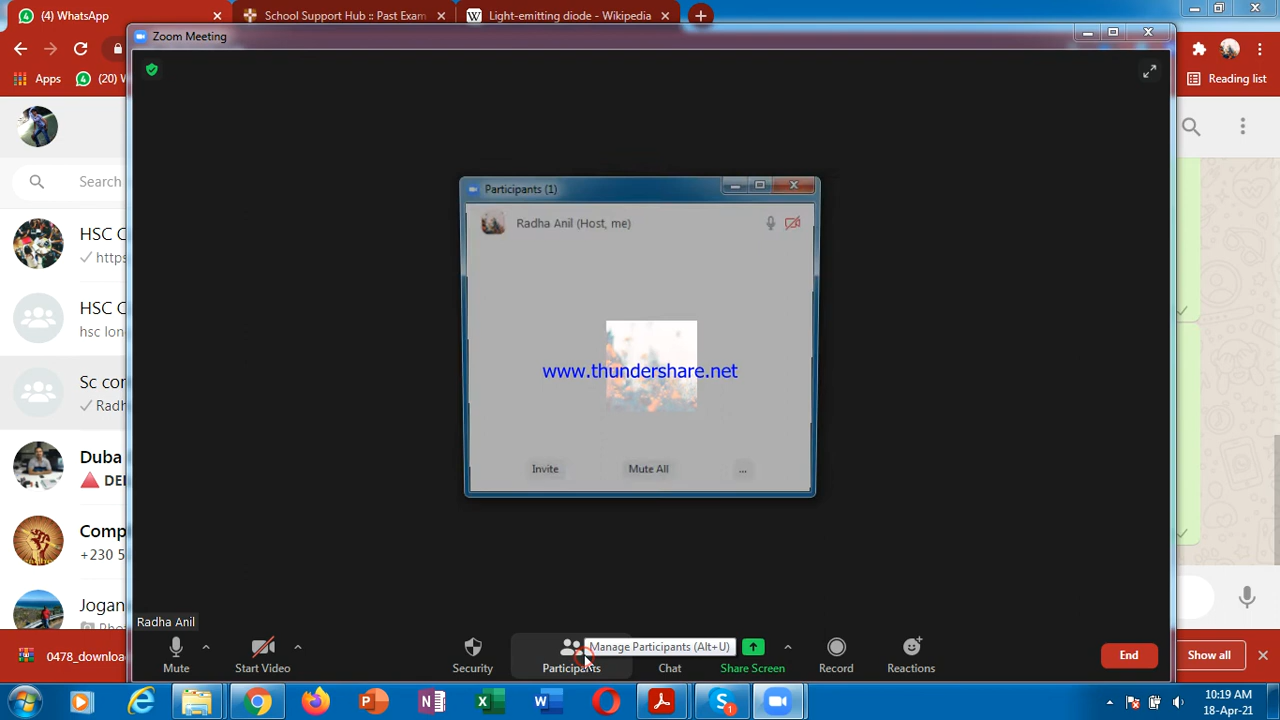 (4) WhatsApp
School Support Hub :: Past Exam
Light-emitting diode - Wikipedia
Zoom Meeting
Apps
(20) W
Reading list
Search
HSC C
https
HSC C
hsc lon
Sc con
Radh
Duba
DEI
Comp
+230 5
Jogan
Pho
Participants (1)
Radha Anil (Host, me)
www.thundershare.net
Invite
Mute All
...
Radha Anil
Mute
Start Video
Security
Participants
Manage Participants (Alt+U)
Chat
Share Screen
Record
Reactions
End
0478_downloa
Show all
10:19 AM
18-Apr-21